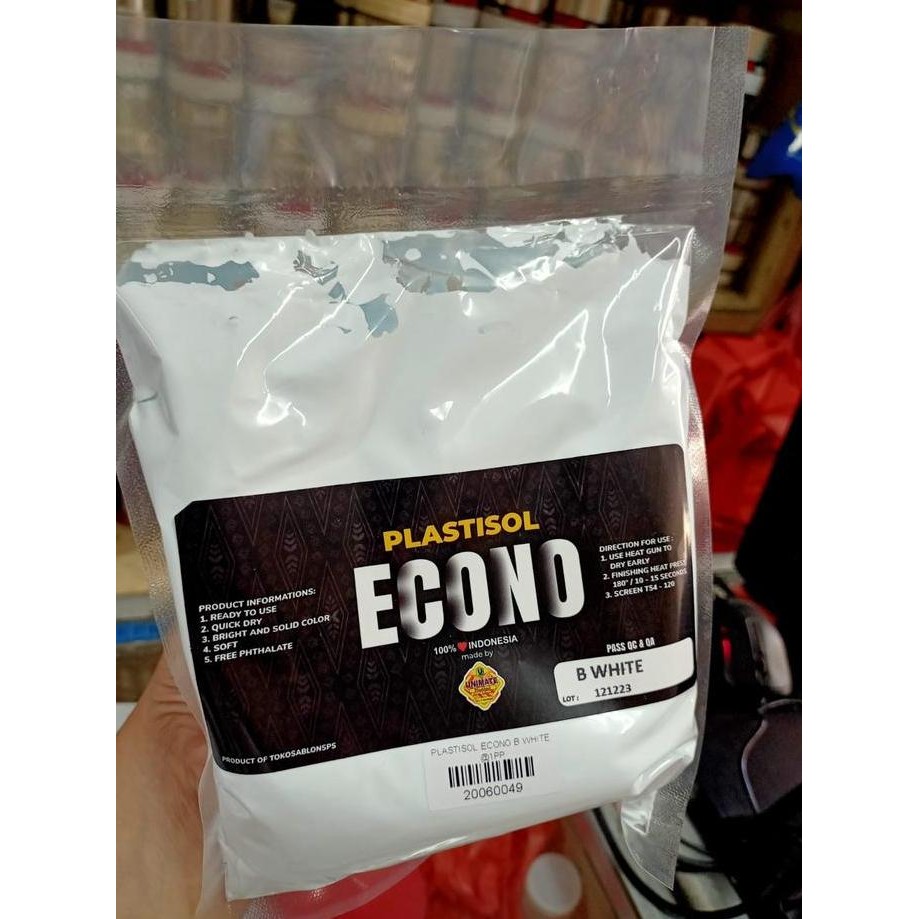 PLASTISOL
ECONO
100% ❤ INDONESIA
made by
UNIMATE
PRODUCT INFORMATIONS:
1. READY TO USE
2. QUICK DRY
3. BRIGHT AND SOLID COLOR
4. SOFT
5. FREE PHTHALATE
DIRECTION FOR USE :
1. USE HEAT GUN TO
DRY EARLY
2. FINISHING HEAT PRESS
180° / 10 - 15 SECONDS
3. SCREEN T54 - 120
PASS QC & QA
B WHITE
LOT : 121223
PRODUCT OF TOKOSABLONSPS
PLASTISOL ECONO B WHITE
@1PP
20060049